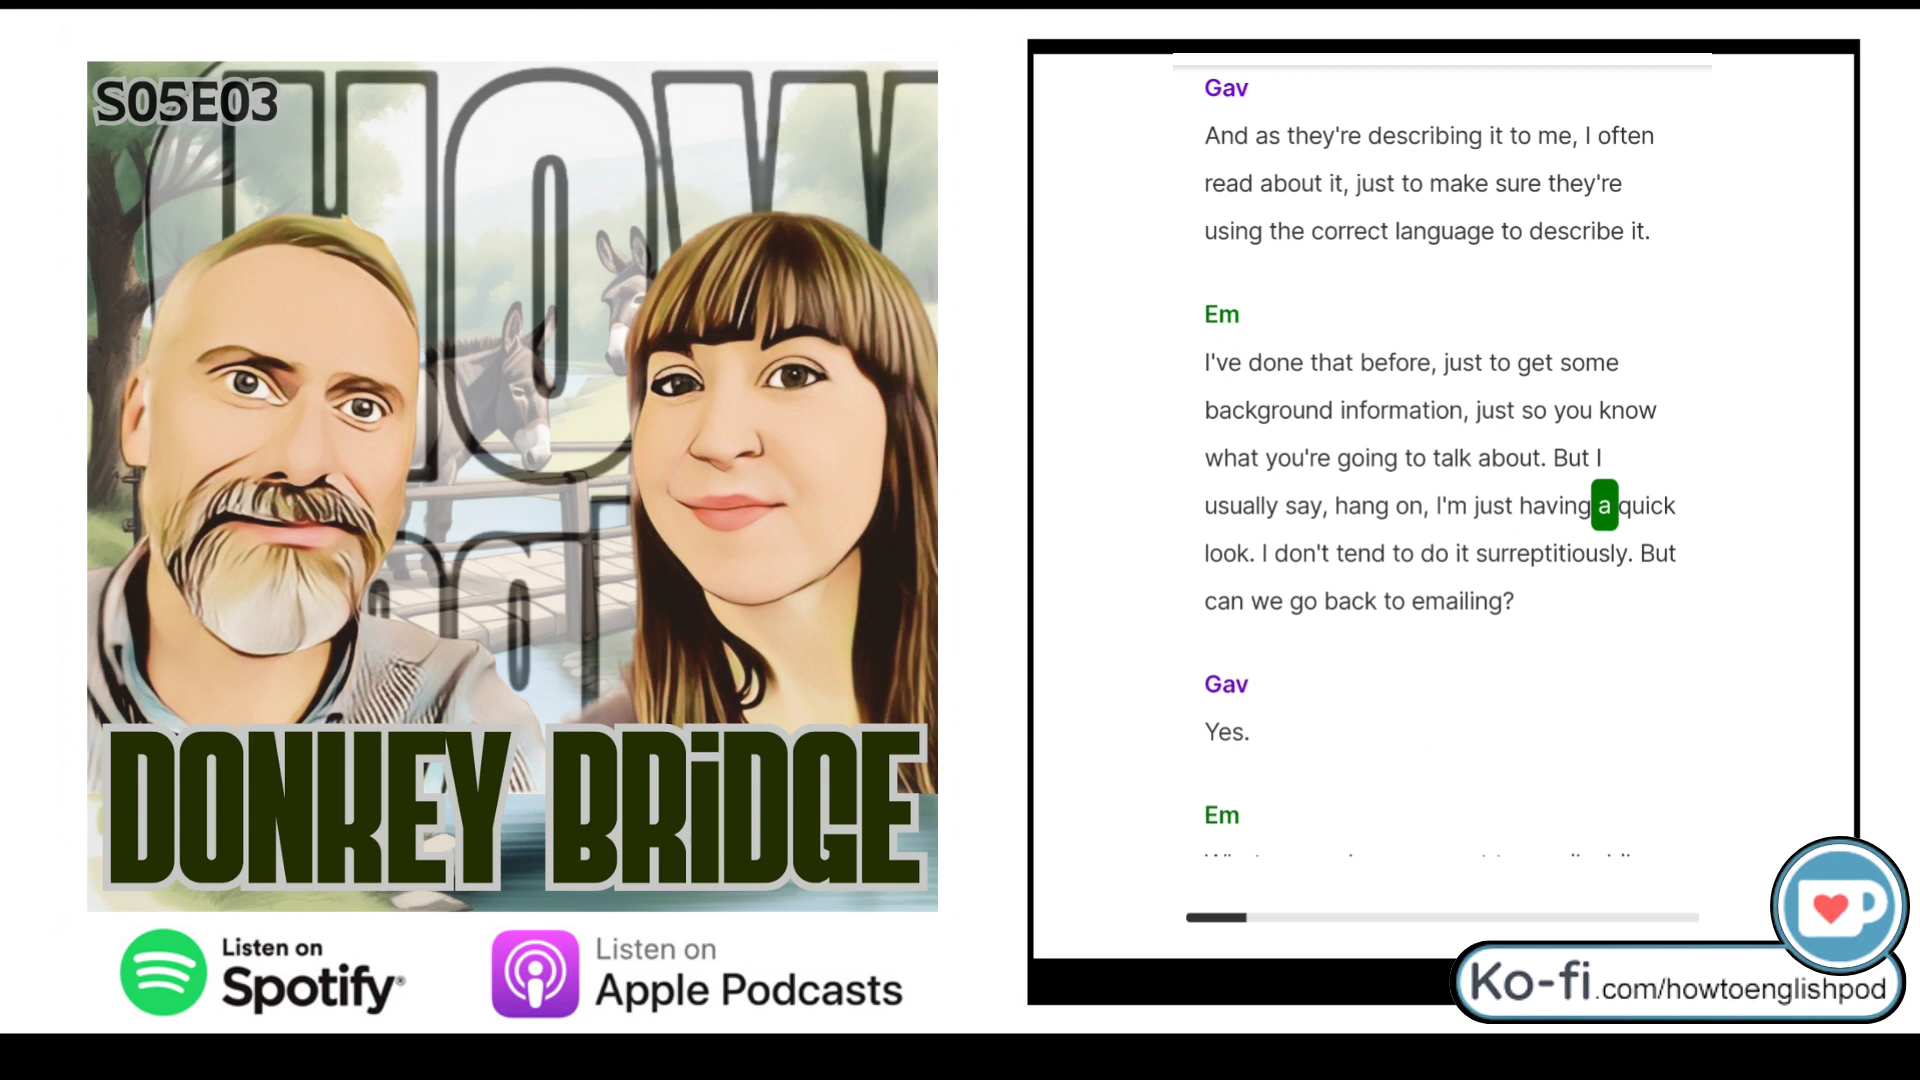 S05E03
HOW
DONKEY BRiDGE
Listen on
Spotify
Listen on
Apple Podcasts
Gav
And as they're describing it to me, I often
read about it, just to make sure they're
using the correct language to describe it.
Em
I've done that before, just to get some
background information, just so you know
what you're going to talk about. But I
usually say, hang on, I'm just having a quick
look. I don't tend to do it surreptitiously. But
can we go back to emailing?
Gav
Yes.
Em
Ko-fi.com/howtoenglishpod